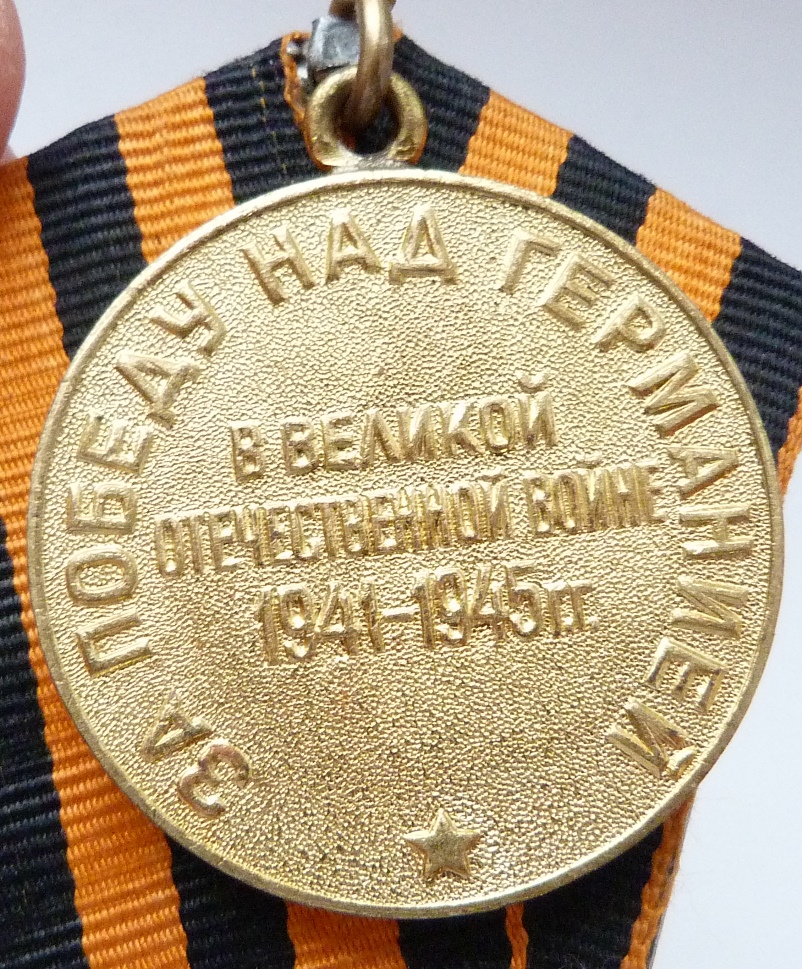 ЗА ПОБЕДУ НАД ГЕРМАНИЕЙ
В ВЕЛИКОЙ
ОТЕЧЕСТВЕННОЙ ВОЙНЕ
1941-1945 гг.